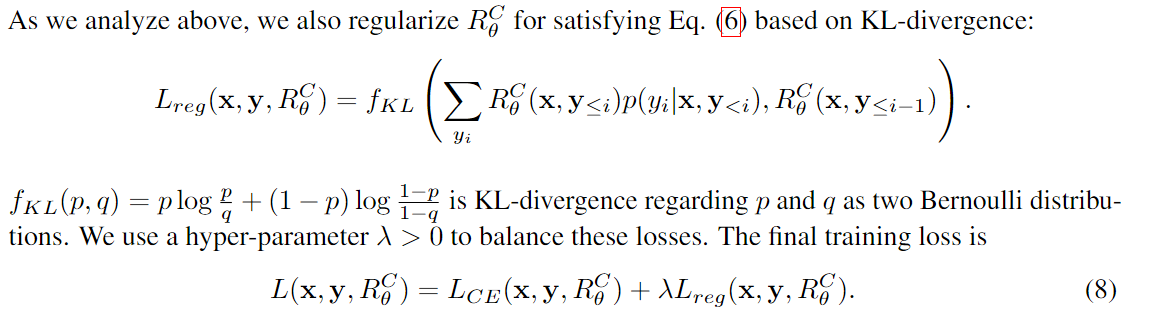 As we analyze above, we also regularize $R_\theta^C$ for satisfying Eq. (6) based on KL-divergence:
$$L_{reg}(\mathbf{x}, \mathbf{y}, R_\theta^C) = f_{KL}\left(\sum_{y_i} R_\theta^C(\mathbf{x}, \mathbf{y}_{\leq i})p(y_i|\mathbf{x}, \mathbf{y}_{<i}), R_\theta^C(\mathbf{x}, \mathbf{y}_{\leq i-1})\right).$$
$f_{KL}(p, q) = p \log \frac{p}{q} + (1 - p) \log \frac{1-p}{1-q}$ is KL-divergence regarding $p$ and $q$ as two Bernoulli distribu-
tions. We use a hyper-parameter $\lambda > 0$ to balance these losses. The final training loss is
$$L(\mathbf{x}, \mathbf{y}, R_\theta^C) = L_{CE}(\mathbf{x}, \mathbf{y}, R_\theta^C) + \lambda L_{reg}(\mathbf{x}, \mathbf{y}, R_\theta^C). \quad (8)$$